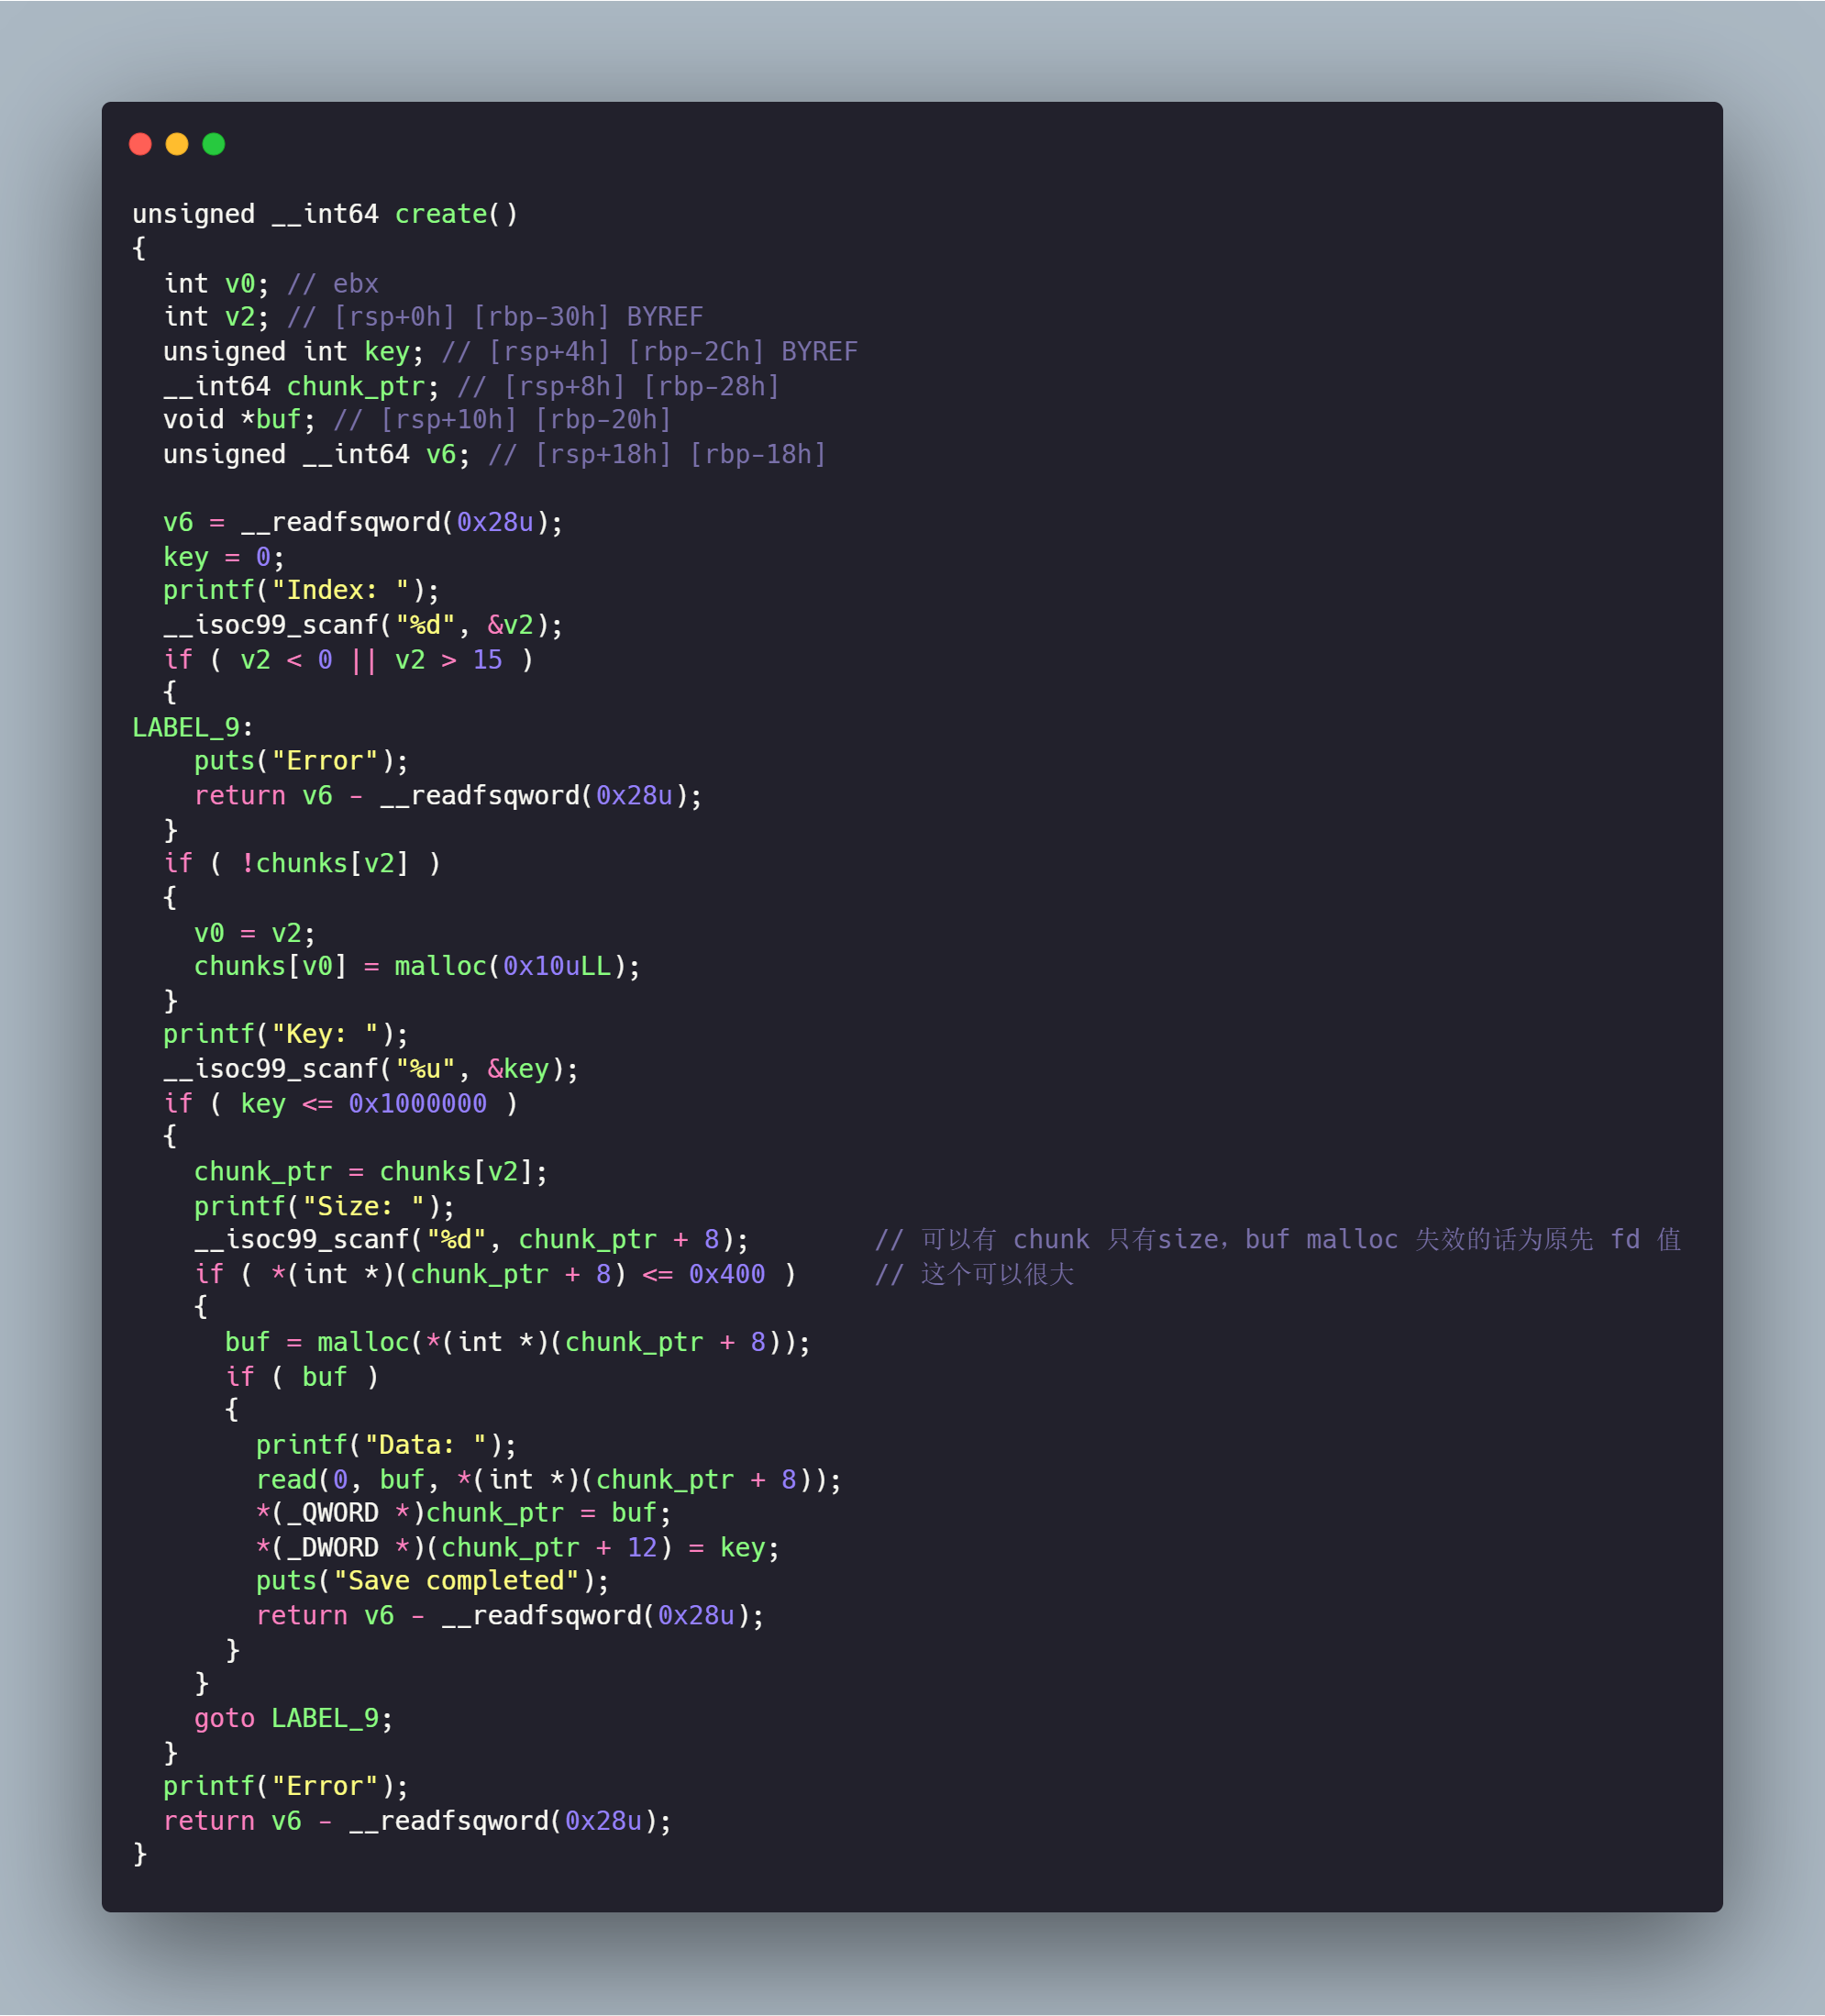 unsigned __int64 create()
{
  int v0; // ebx
  int v2; // [rsp+0h] [rbp-30h] BYREF
  unsigned int key; // [rsp+4h] [rbp-2Ch] BYREF
  __int64 chunk_ptr; // [rsp+8h] [rbp-28h]
  void *buf; // [rsp+10h] [rbp-20h]
  unsigned __int64 v6; // [rsp+18h] [rbp-18h]

  v6 = __readfsqword(0x28u);
  key = 0;
  printf("Index: ");
  __isoc99_scanf("%d", &v2);
  if ( v2 < 0 || v2 > 15 )
  {
LABEL_9:
    puts("Error");
    return v6 - __readfsqword(0x28u);
  }
  if ( !chunks[v2] )
  {
    v0 = v2;
    chunks[v0] = malloc(0x10uLL);
  }
  printf("Key: ");
  __isoc99_scanf("%u", &key);
  if ( key <= 0x1000000 )
  {
    chunk_ptr = chunks[v2];
    printf("Size: ");
    __isoc99_scanf("%d", chunk_ptr + 8);        // 可以有 chunk 只有size，buf malloc 失效的话为原先 fd 值
    if ( *(int *)(chunk_ptr + 8) <= 0x400 )     // 这个可以很大
    {
      buf = malloc(*(int *)(chunk_ptr + 8));
      if ( buf )
      {
        printf("Data: ");
        read(0, buf, *(int *)(chunk_ptr + 8));
        *(_QWORD *)chunk_ptr = buf;
        *(_DWORD *)(chunk_ptr + 12) = key;
        puts("Save completed");
        return v6 - __readfsqword(0x28u);
      }
    }
    goto LABEL_9;
  }
  printf("Error");
  return v6 - __readfsqword(0x28u);
}